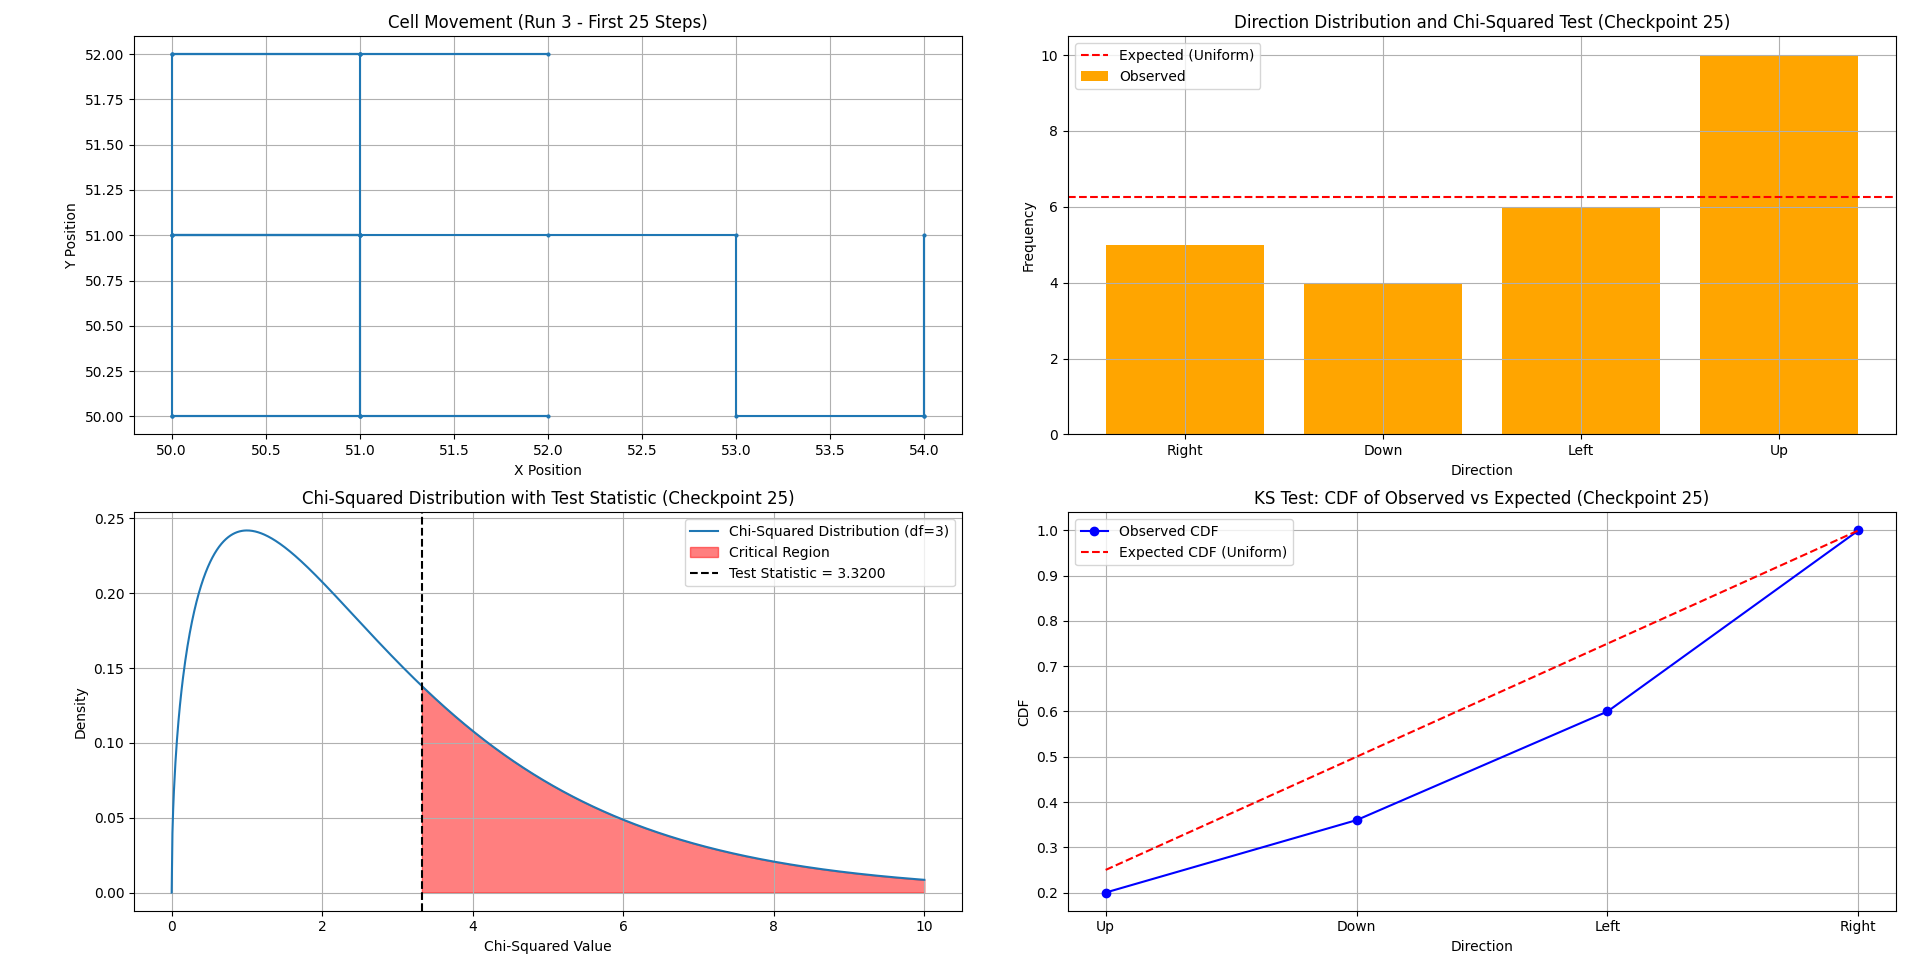 Cell Movement (Run 3 - First 25 Steps)
52.00
51.75
51.50
51.25
51.00
50.75
50.50
50.25
50.00
Y Position
50.0 50.5 51.0 51.5 52.0 52.5 53.0 53.5 54.0
X Position
Direction Distribution and Chi-Squared Test (Checkpoint 25)
Expected (Uniform)
Observed
10
8
6
4
2
0
Frequency
Right Down Left Up
Direction
Chi-Squared Distribution with Test Statistic (Checkpoint 25)
Chi-Squared Distribution (df=3)
Critical Region
Test Statistic = 3.3200
0.25
0.20
0.15
0.10
0.05
0.00
Density
0 2 4 6 8 10
Chi-Squared Value
KS Test: CDF of Observed vs Expected (Checkpoint 25)
Observed CDF
Expected CDF (Uniform)
1.0
0.9
0.8
0.7
0.6
0.5
0.4
0.3
0.2
CDF
Up Down Left Right
Direction